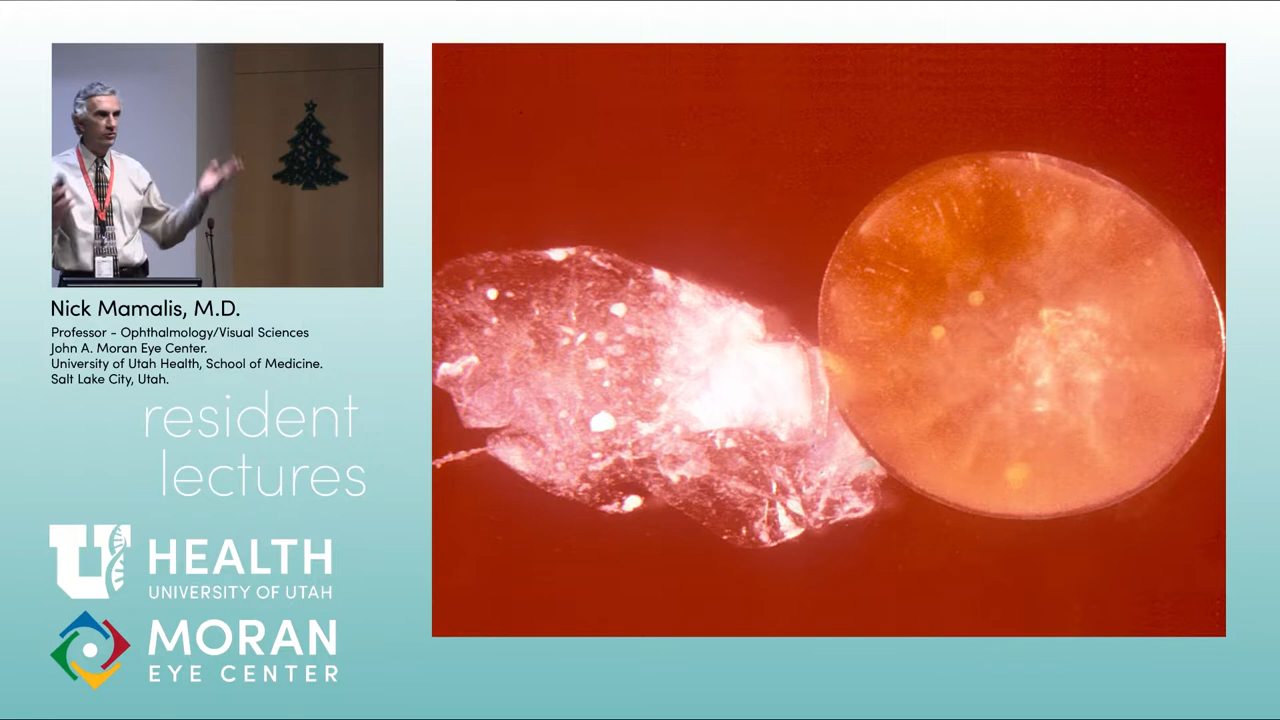 Nick Mamalis, M.D.
Professor - Ophthalmology/Visual Sciences
John A. Moran Eye Center.
University of Utah Health, School of Medicine.
Salt Lake City, Utah.
resident
lectures
U HEALTH
UNIVERSITY OF UTAH
MORAN
EYE CENTER